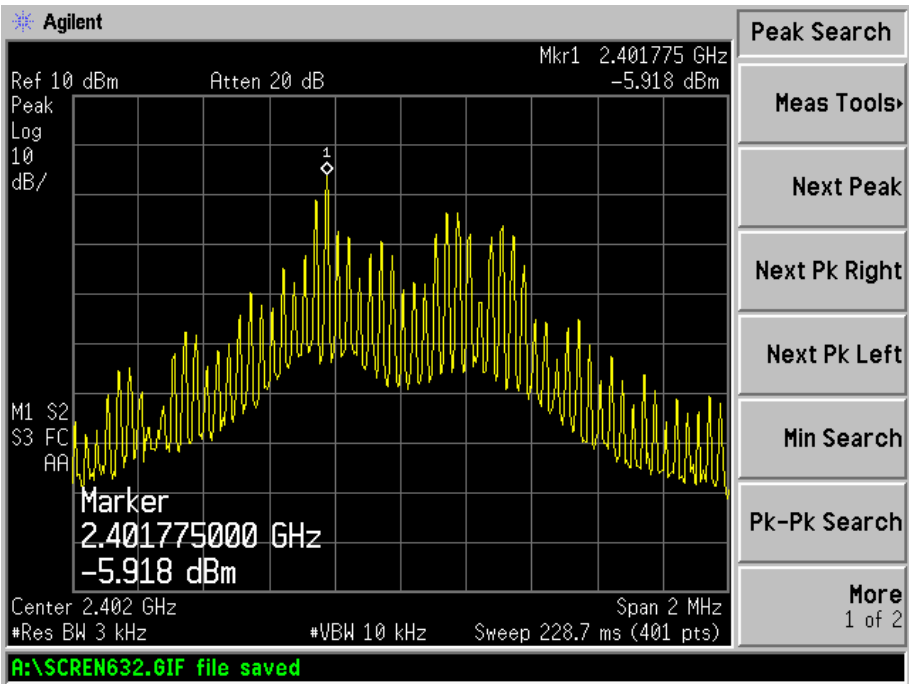 Agilent
Peak Search
Mkr1 2.401775 GHz
Ref 10 dBm Atten 20 dB -5.918 dBm
Peak
Log
10
dB/
1
Meas Tools▸
Next Peak
Next Pk Right
Next Pk Left
M1 S2
S3 FC
AA
Min Search
Marker
2.401775000 GHz
-5.918 dBm
Pk-Pk Search
Center 2.402 GHz Span 2 MHz
#Res BW 3 kHz #VBW 10 kHz Sweep 228.7 ms (401 pts)
More
1 of 2
A:\SCREN632.GIF file saved